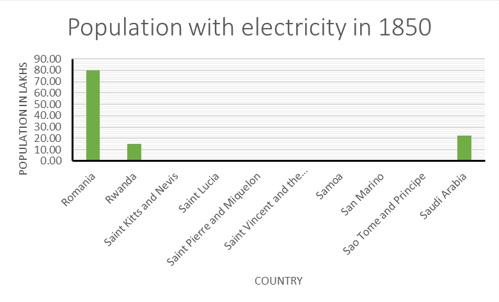 Population with electricity in 1850
POPULATION IN LAKHS
90.00
80.00
70.00
60.00
50.00
40.00
30.00
20.00
10.00
0.00
Romania
Rwanda
Saint Kitts and Nevis
Saint Lucia
Saint Pierre and Miquelon
Saint Vincent and the...
Samoa
San Marino
Sao Tome and Principe
Saudi Arabia
COUNTRY